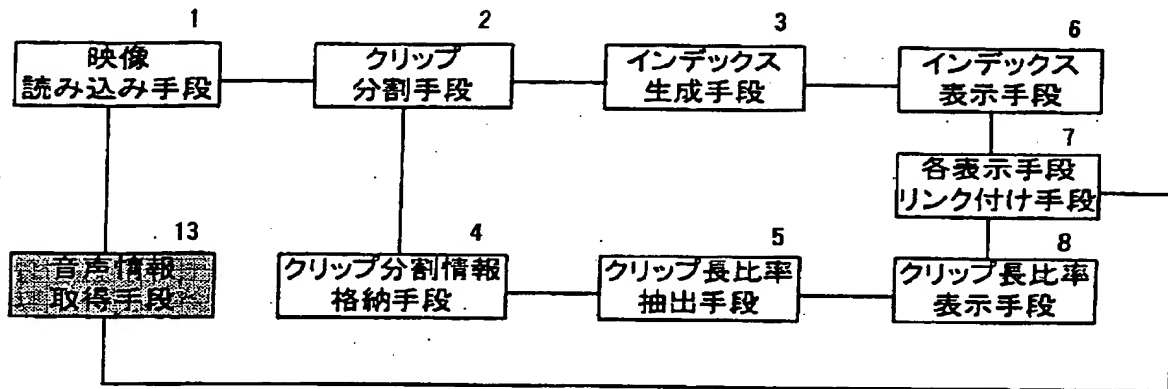 1
映像
読み込み手段
2
クリップ
分割手段
3
インデックス
生成手段
6
インデックス
表示手段
7
各表示手段
リンク付け手段
13
音声情報
取得手段
4
クリップ分割情報
格納手段
5
クリップ長比率
抽出手段
8
クリップ長比率
表示手段